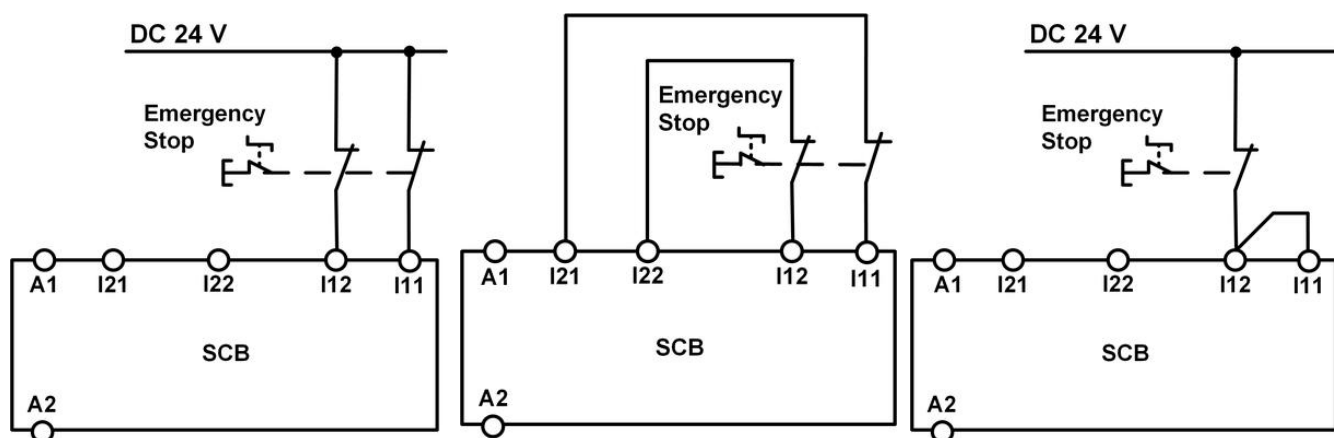 DC 24 V
Emergency
Stop
A1
I21
I22
I12
I11
SCB
A2
Emergency
Stop
A1
I21
I22
I12
I11
SCB
A2
DC 24 V
Emergency
Stop
A1
I21
I22
I12
I11
SCB
A2